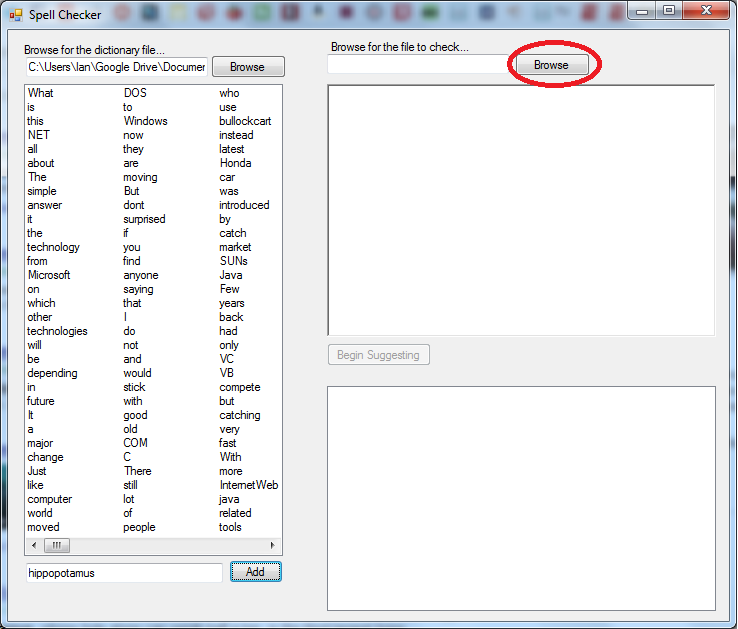 Spell Checker
Browse for the dictionary file...
C:\Users\Ian\Google Drive\Documer
Browse
What DOS who
is to use
this Windows bullockcart
NET now instead
all they latest
about are Honda
The moving car
simple But was
answer dont introduced
it surprised by
the if catch
technology you market
from find SUNs
Microsoft anyone Java
on saying Few
which that years
other I back
technologies do had
will not only
be and VC
depending would VB
in stick compete
future with but
It good catching
a old very
major COM fast
change C With
Just There more
like still InternetWeb
computer lot java
world of related
moved people tools
hippopotamus
Add
Browse for the file to check...
Browse
Begin Suggesting